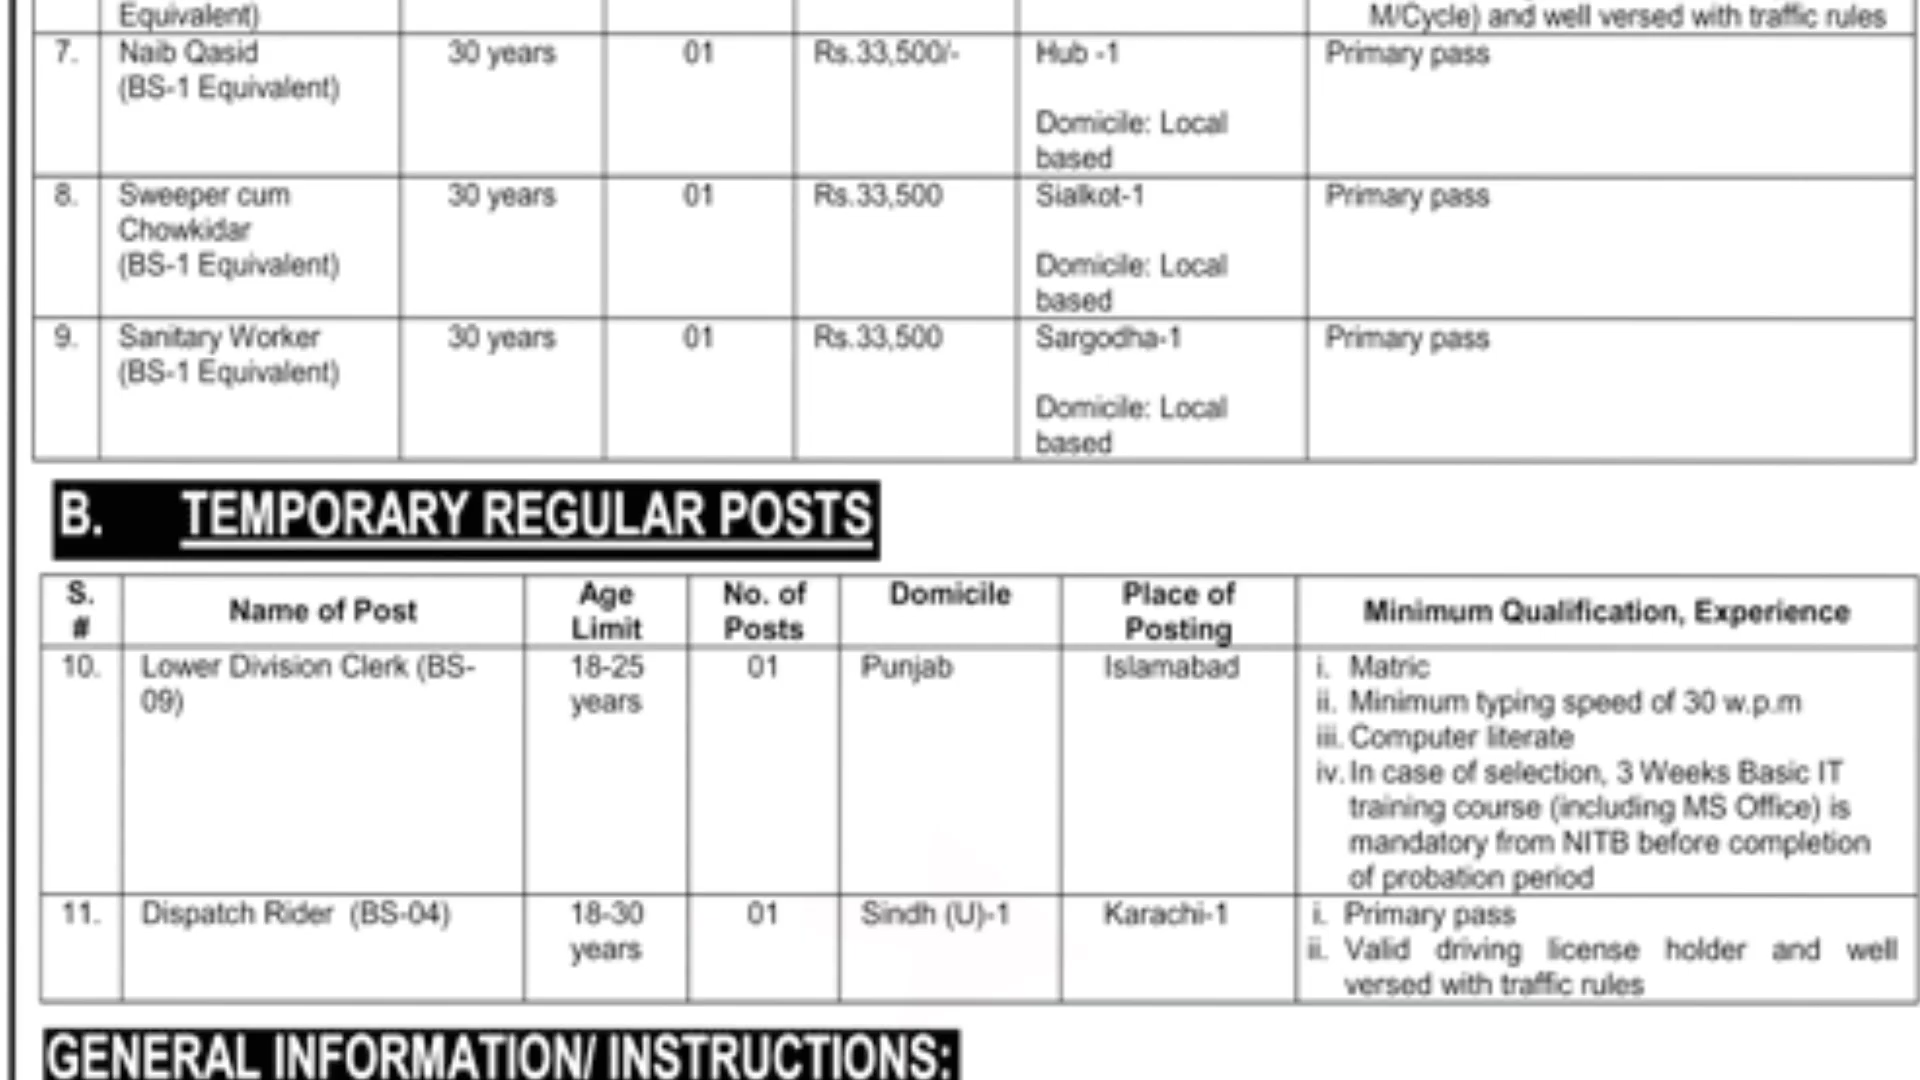 Equivalent)
M/Cycle) and well versed with traffic rules
7. Naib Qasid 30 years 01 Rs.33,500/- Hub -1 Primary pass
(BS-1 Equivalent)
Domicile: Local
based
8. Sweeper cum 30 years 01 Rs.33,500 Sialkot-1 Primary pass
Chowkidar
(BS-1 Equivalent) Domicile: Local
based
9. Sanitary Worker 30 years 01 Rs.33,500 Sargodha-1 Primary pass
(BS-1 Equivalent)
Domicile: Local
based
B. TEMPORARY REGULAR POSTS
S. # Name of Post Age Limit No. of Posts Domicile Place of Posting Minimum Qualification, Experience
10. Lower Division Clerk (BS- 18-25 01 Punjab Islamabad i. Matric
09) years ii. Minimum typing speed of 30 w.p.m
iii. Computer literate
iv. In case of selection, 3 Weeks Basic IT
training course (including MS Office) is
mandatory from NITB before completion
of probation period
11. Dispatch Rider (BS-04) 18-30 01 Sindh (U)-1 Karachi-1 i. Primary pass
years ii. Valid driving license holder and well
versed with traffic rules
GENERAL INFORMATION/ INSTRUCTIONS: